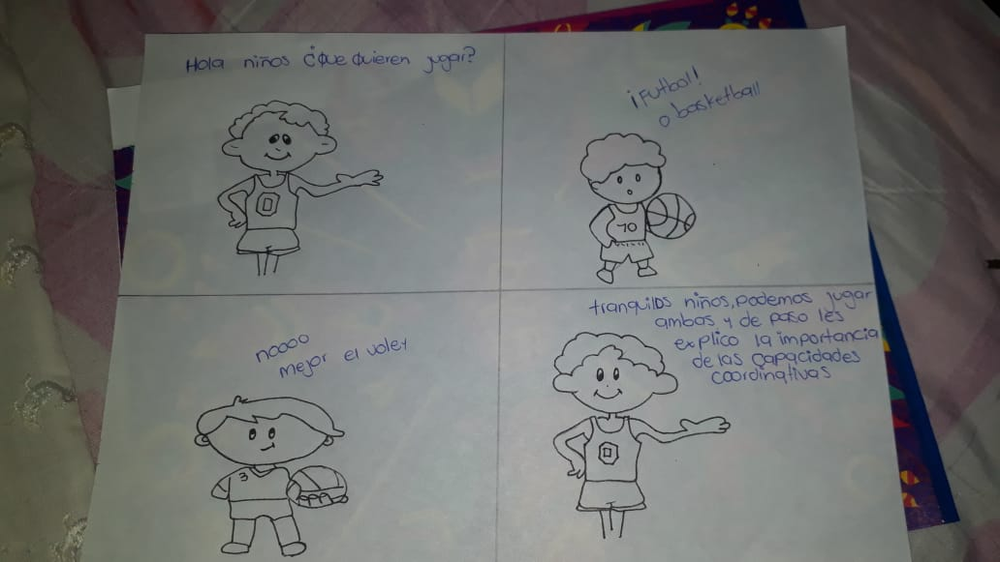 Hola niños ¿que quieren jugar?
0
¡Futbol!
o basketball
10
noooo
mejor el voley
3
tranquilos niños, podemos jugar
ambos y de paso les
explico la importancia
de las capacidades
coordinativas
0